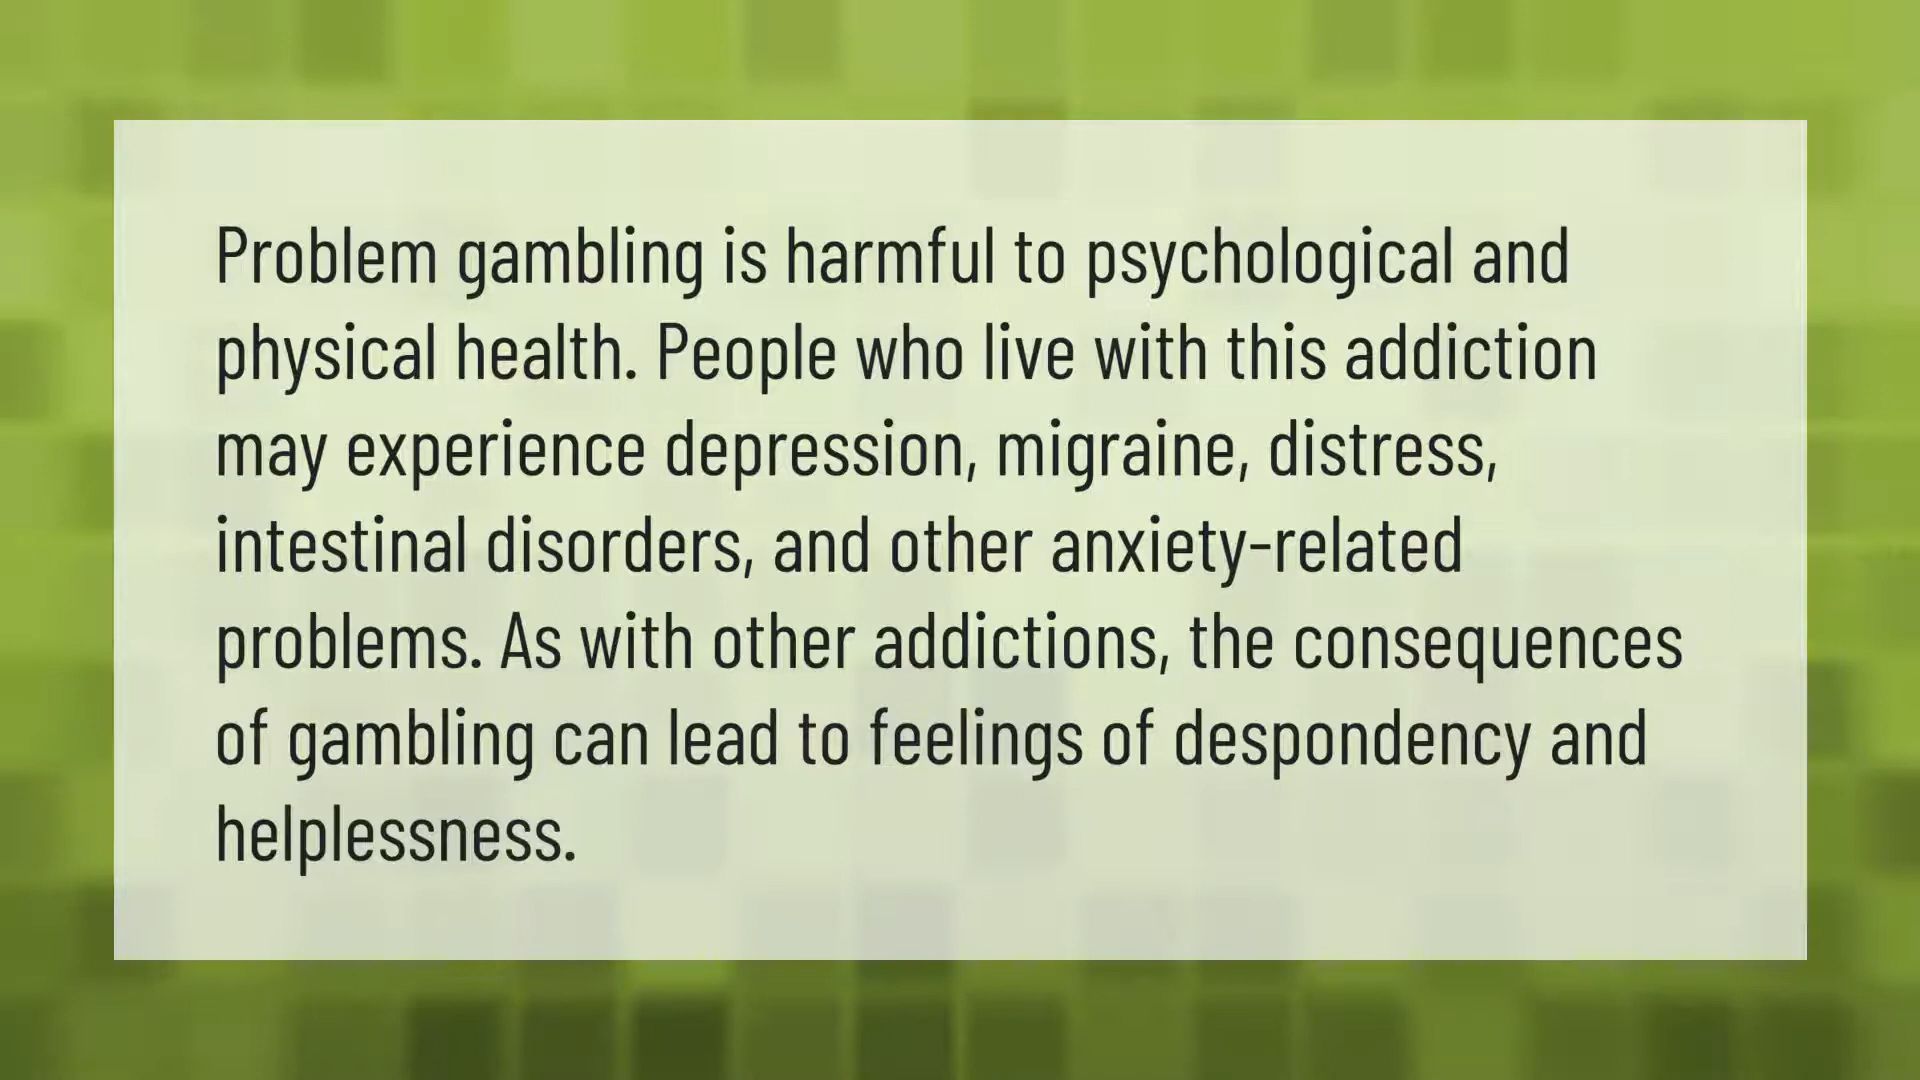 Problem gambling is harmful to psychological and
physical health. People who live with this addiction
may experience depression, migraine, distress,
intestinal disorders, and other anxiety-related
problems. As with other addictions, the consequences
of gambling can lead to feelings of despondency and
helplessness.